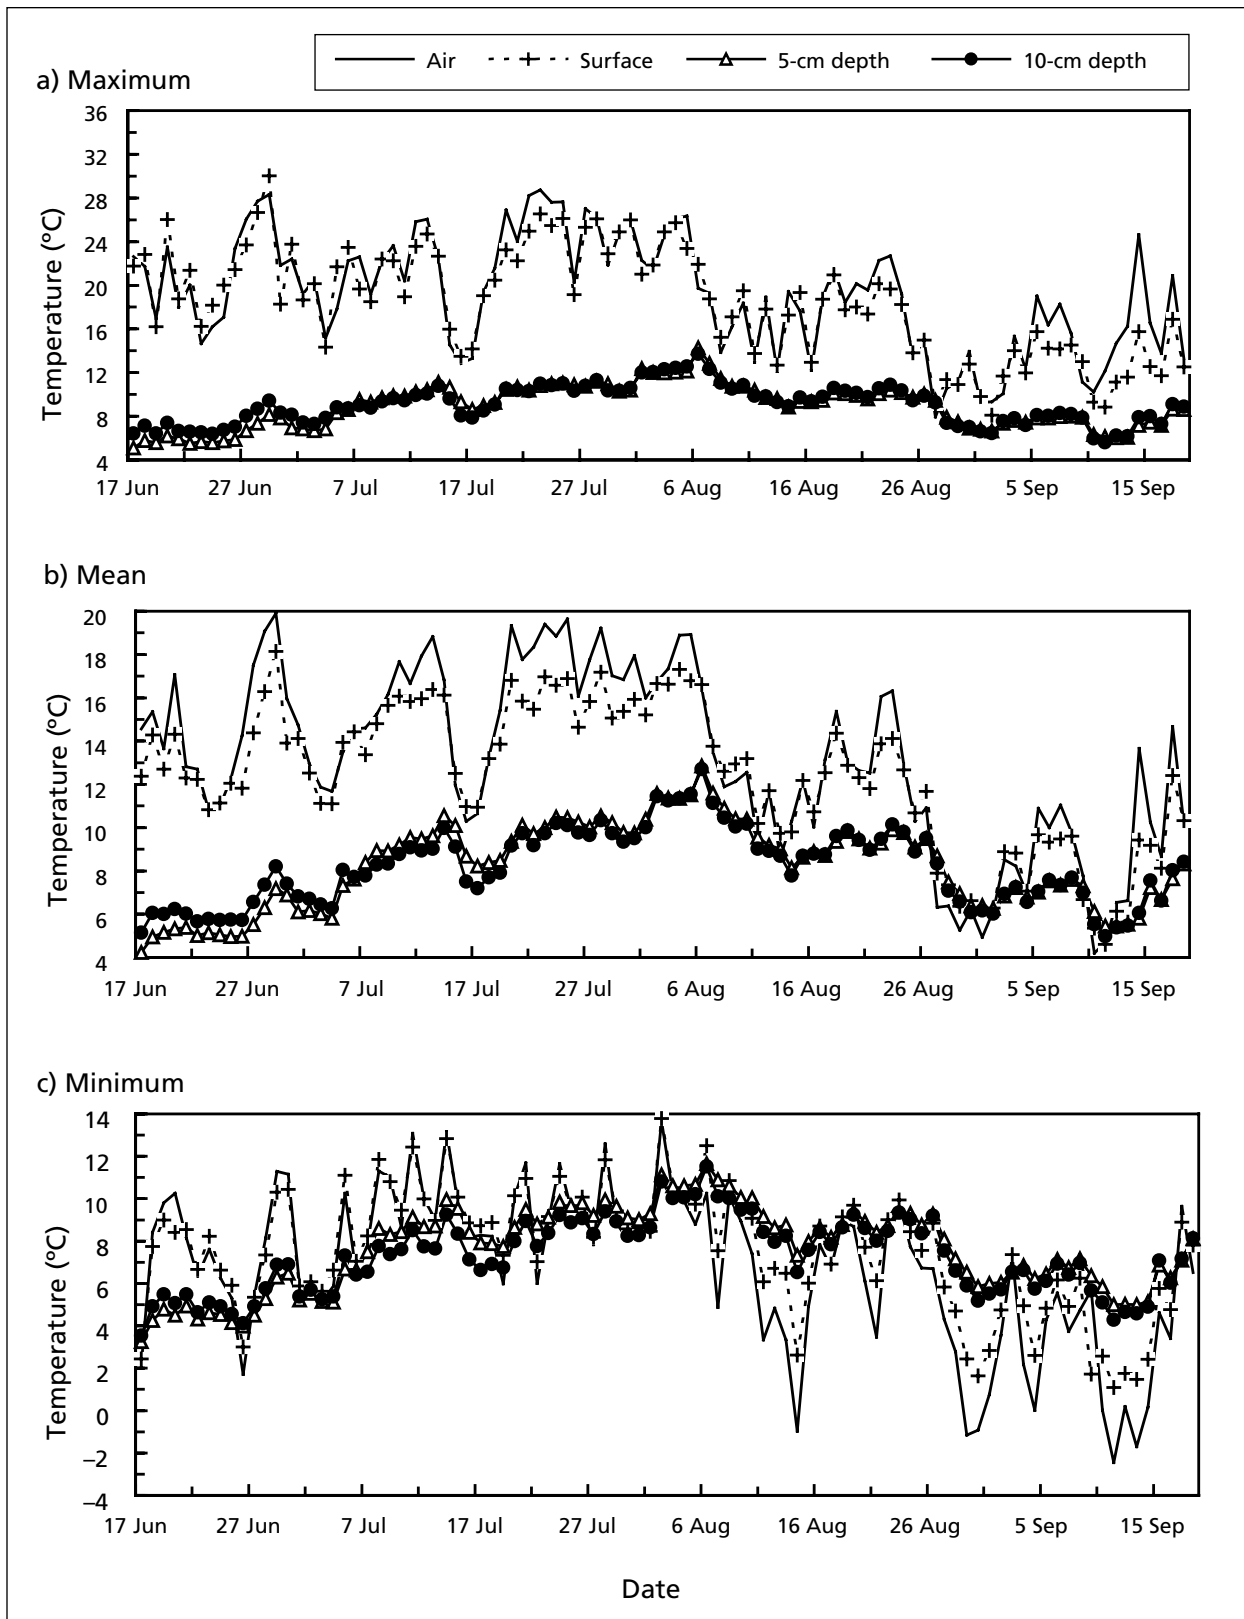 Air Surface 5-cm depth 10-cm depth
a) Maximum
Temperature (°C)
36
32
28
24
20
16
12
8
4
17 Jun 27 Jun 7 Jul 17 Jul 27 Jul 6 Aug 16 Aug 26 Aug 5 Sep 15 Sep
b) Mean
Temperature (°C)
20
18
16
14
12
10
8
6
4
17 Jun 27 Jun 7 Jul 17 Jul 27 Jul 6 Aug 16 Aug 26 Aug 5 Sep 15 Sep
c) Minimum
Temperature (°C)
14
12
10
8
6
4
2
0
–2
–4
17 Jun 27 Jun 7 Jul 17 Jul 27 Jul 6 Aug 16 Aug 26 Aug 5 Sep 15 Sep
Date